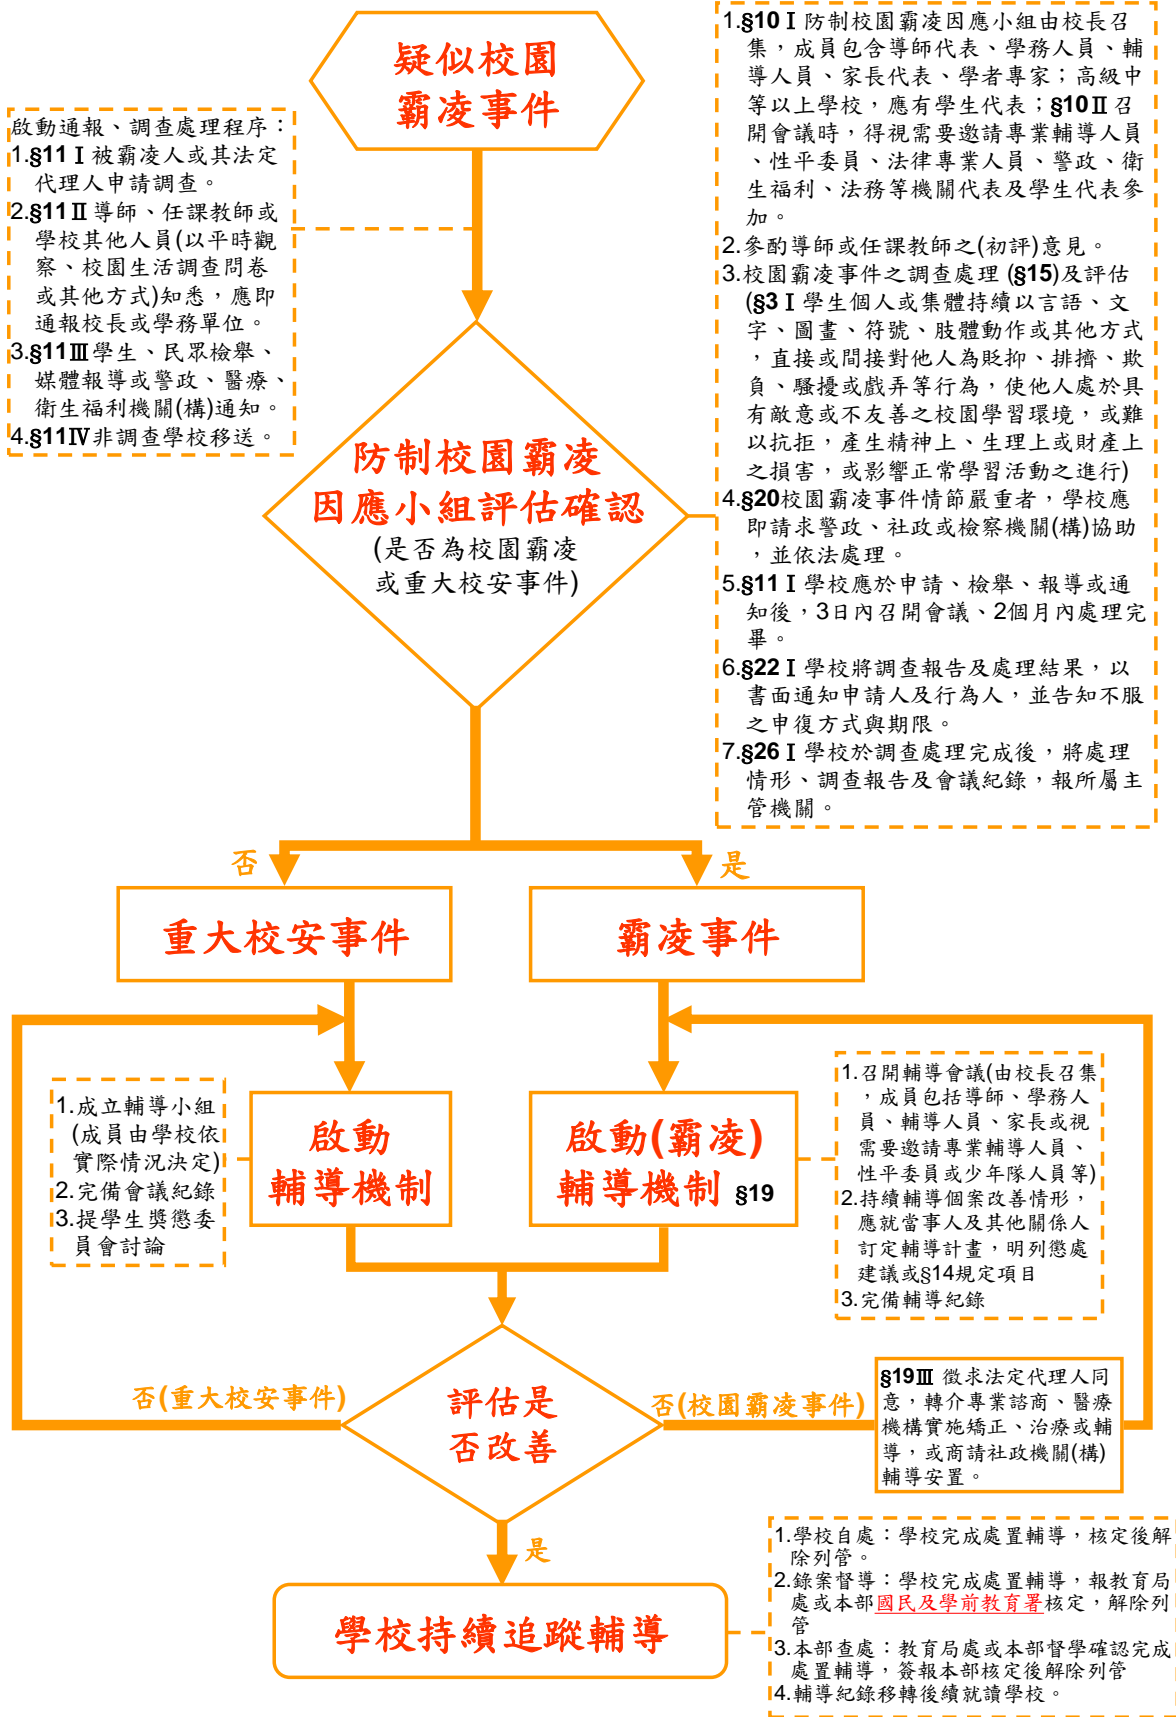 疑似校園
霸凌事件
啟動通報、調查處理程序：
1.§11Ⅰ被霸凌人或其法定
代理人申請調查。
2.§11Ⅱ導師、任課教師或
學校其他人員(以平時觀
察、校園生活調查問卷
或其他方式)知悉，應即
通報校長或學務單位。
3.§11Ⅲ學生、民眾檢舉、
媒體報導或警政、醫療、
衛生福利機關(構)通知。
4.§11Ⅳ非調查學校移送。
1.§10Ⅰ防制校園霸凌因應小組由校長召
集，成員包含導師代表、學務人員、輔
導人員、家長代表、學者專家；高級中
等以上學校，應有學生代表；§10Ⅱ召
開會議時，得視需要邀請專業輔導人員
、性平委員、法律專業人員、警政、衛
生福利、法務等機關代表及學生代表參
加。
2.參酌導師或任課教師之(初評)意見。
3.校園霸凌事件之調查處理 (§15)及評估
(§3Ⅰ學生個人或集體持續以言語、文
字、圖畫、符號、肢體動作或其他方式
，直接或間接對他人為貶抑、排擠、欺
負、騷擾或戲弄等行為，使他人處於具
有敵意或不友善之校園學習環境，或難
以抗拒，產生精神上、生理上或財產上
之損害，或影響正常學習活動之進行)
4.§20校園霸凌事件情節嚴重者，學校應
即請求警政、社政或檢察機關(構)協助
，並依法處理。
5.§11Ⅰ學校應於申請、檢舉、報導或通
知後，3日內召開會議、2個月內處理完
畢。
6.§22Ⅰ學校將調查報告及處理結果，以
書面通知申請人及行為人，並告知不服
之申復方式與期限。
7.§26Ⅰ學校於調查處理完成後，將處理
情形、調查報告及會議紀錄，報所屬主
管機關。
防制校園霸凌
因應小組評估確認
(是否為校園霸凌
或重大校安事件)
否
是
重大校安事件
霸凌事件
1.成立輔導小組
(成員由學校依
實際情況決定)
2.完備會議紀錄
3.提學生獎懲委
員會討論
啟動
輔導機制
啟動(霸凌)
輔導機制 §19
1.召開輔導會議(由校長召集
，成員包括導師、學務人
員、輔導人員、家長或視
需要邀請專業輔導人員、
性平委員或少年隊人員等)
2.持續輔導個案改善情形，
應就當事人及其他關係人
訂定輔導計畫，明列懲處
建議或§14規定項目
3.完備輔導紀錄
否(重大校安事件)
評估是
否改善
否(校園霸凌事件)
§19Ⅲ 徵求法定代理人同
意，轉介專業諮商、醫療
機構實施矯正、治療或輔
導，或商請社政機關(構)
輔導安置。
是
學校持續追蹤輔導
1.學校自處：學校完成處置輔導，核定後解
除列管。
2.錄案督導：學校完成處置輔導，報教育局
處或本部國民及學前教育署核定，解除列
管
3.本部查處：教育局處或本部督學確認完成
處置輔導，簽報本部核定後解除列管
4.輔導紀錄移轉後續就讀學校。